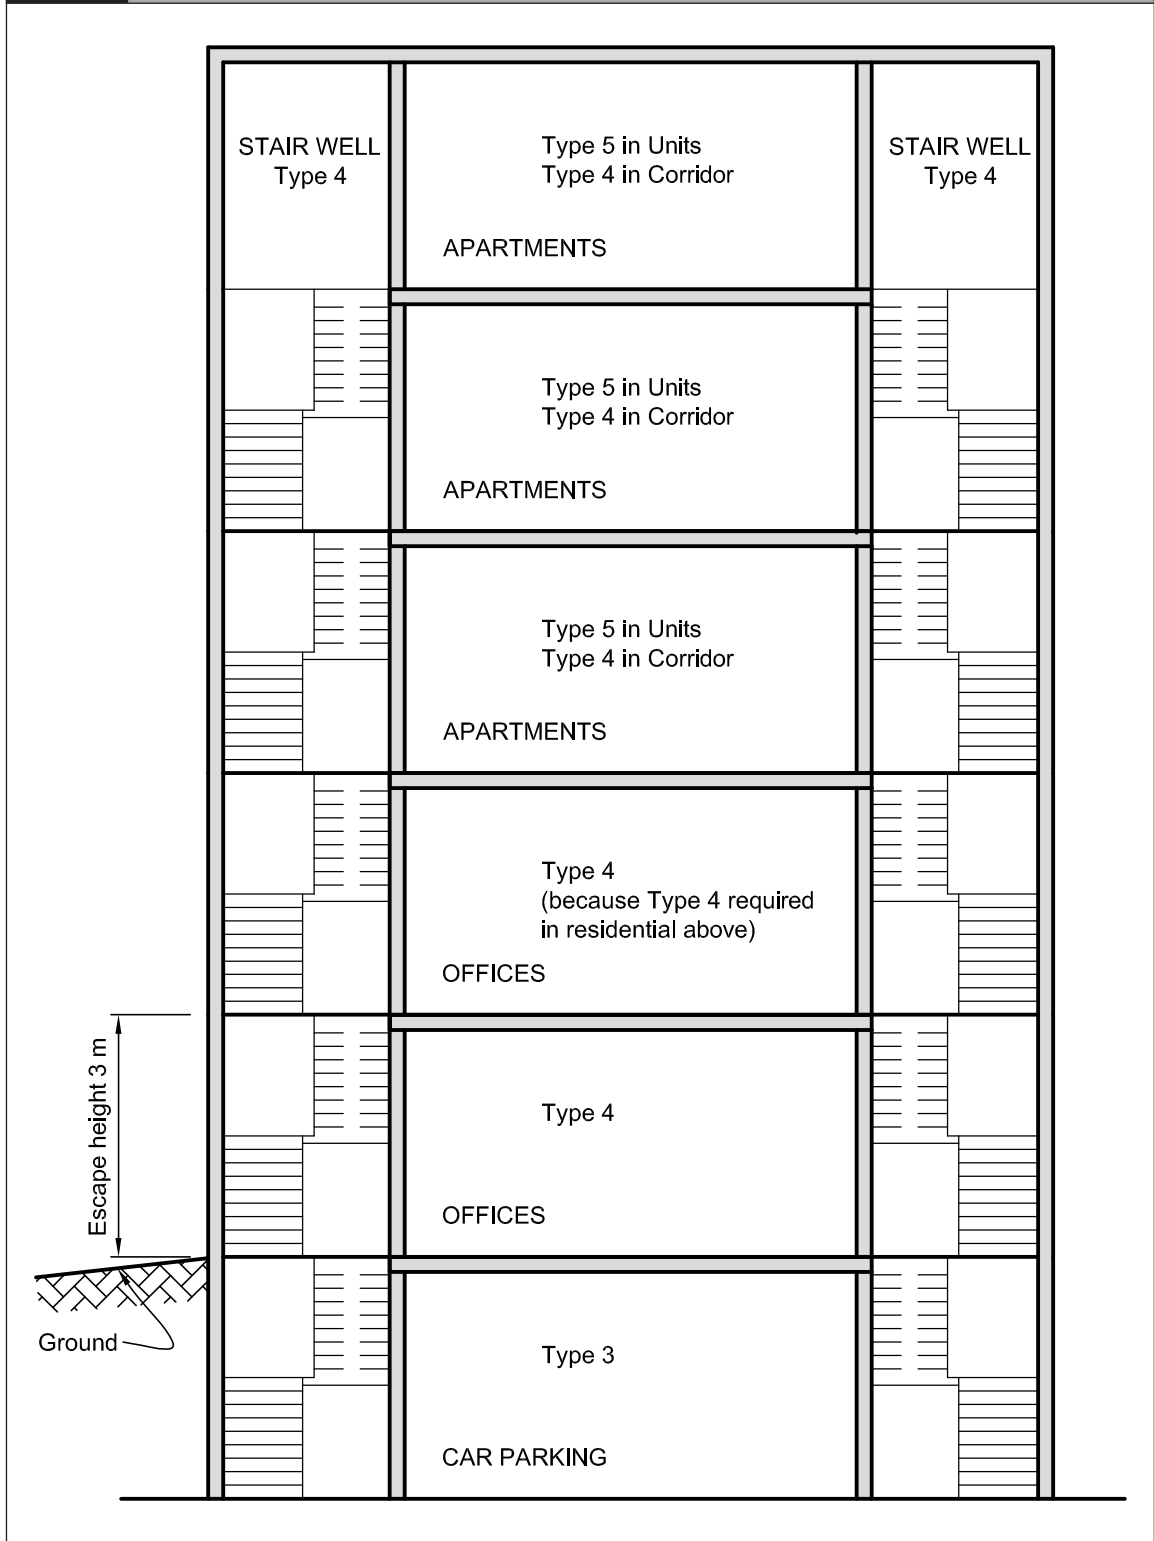 STAIR WELL
Type 4
Type 5 in Units
Type 4 in Corridor
APARTMENTS
STAIR WELL
Type 4
Type 5 in Units
Type 4 in Corridor
APARTMENTS
Type 5 in Units
Type 4 in Corridor
APARTMENTS
Type 4
(because Type 4 required
in residential above)
OFFICES
Escape height 3 m
Type 4
OFFICES
Ground
Type 3
CAR PARKING